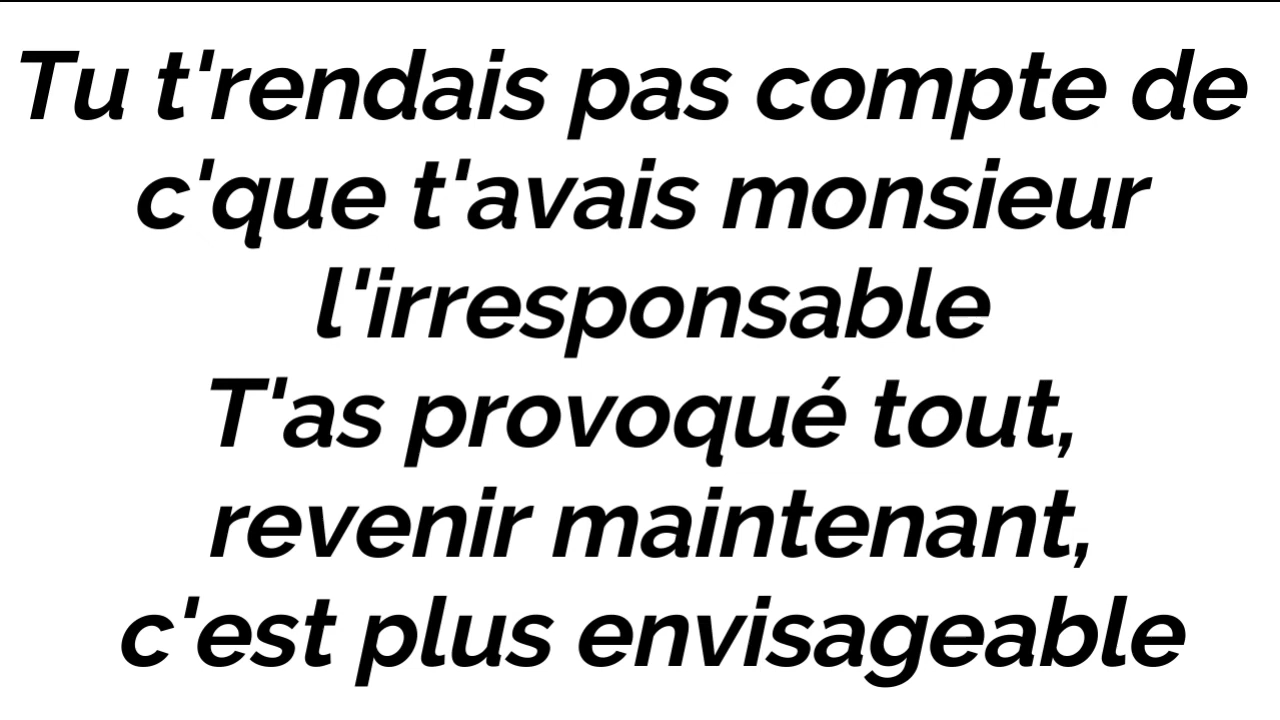 Tu t'rendais pas compte de
c'que t'avais monsieur
l'irresponsable
T'as provoqué tout,
revenir maintenant,
c'est plus envisageable